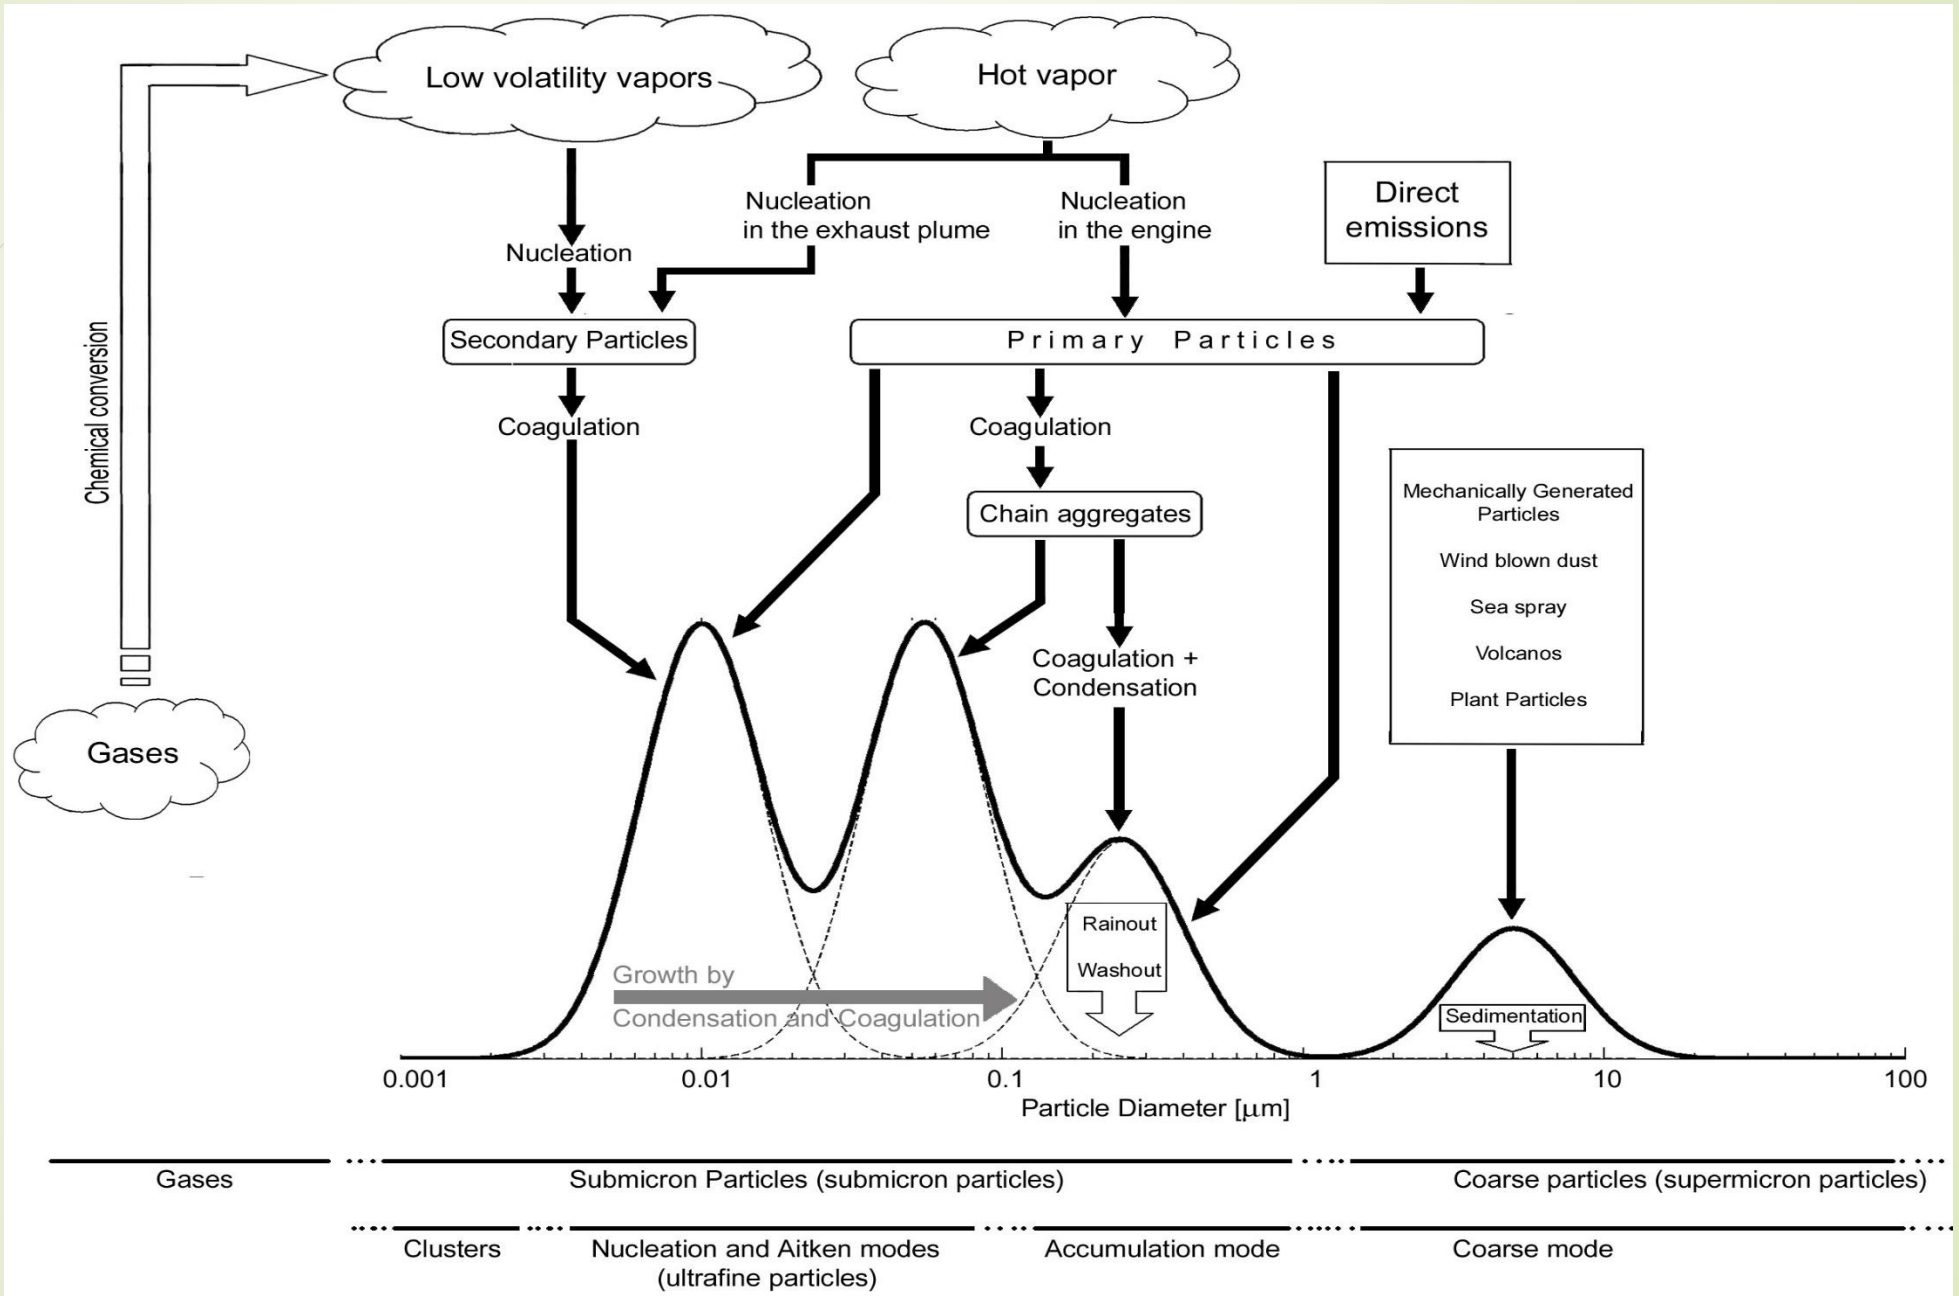 Low volatility vapors
Hot vapor
Nucleation
in the exhaust plume
Nucleation
in the engine
Direct
emissions
Nucleation
Secondary Particles
Primary Particles
Chemical conversion
Coagulation
Coagulation
Chain aggregates
Mechanically Generated
Particles
Wind blown dust
Sea spray
Volcanos
Plant Particles
Coagulation +
Condensation
Gases
Rainout
Washout
Growth by
Condensation and Coagulation
Sedimentation
0.001 0.01 0.1 1 10 100
Particle Diameter [μm]
Gases Submicron Particles (submicron particles) Coarse particles (supermicron particles)
Clusters Nucleation and Aitken modes Accumulation mode Coarse mode
(ultrafine particles)